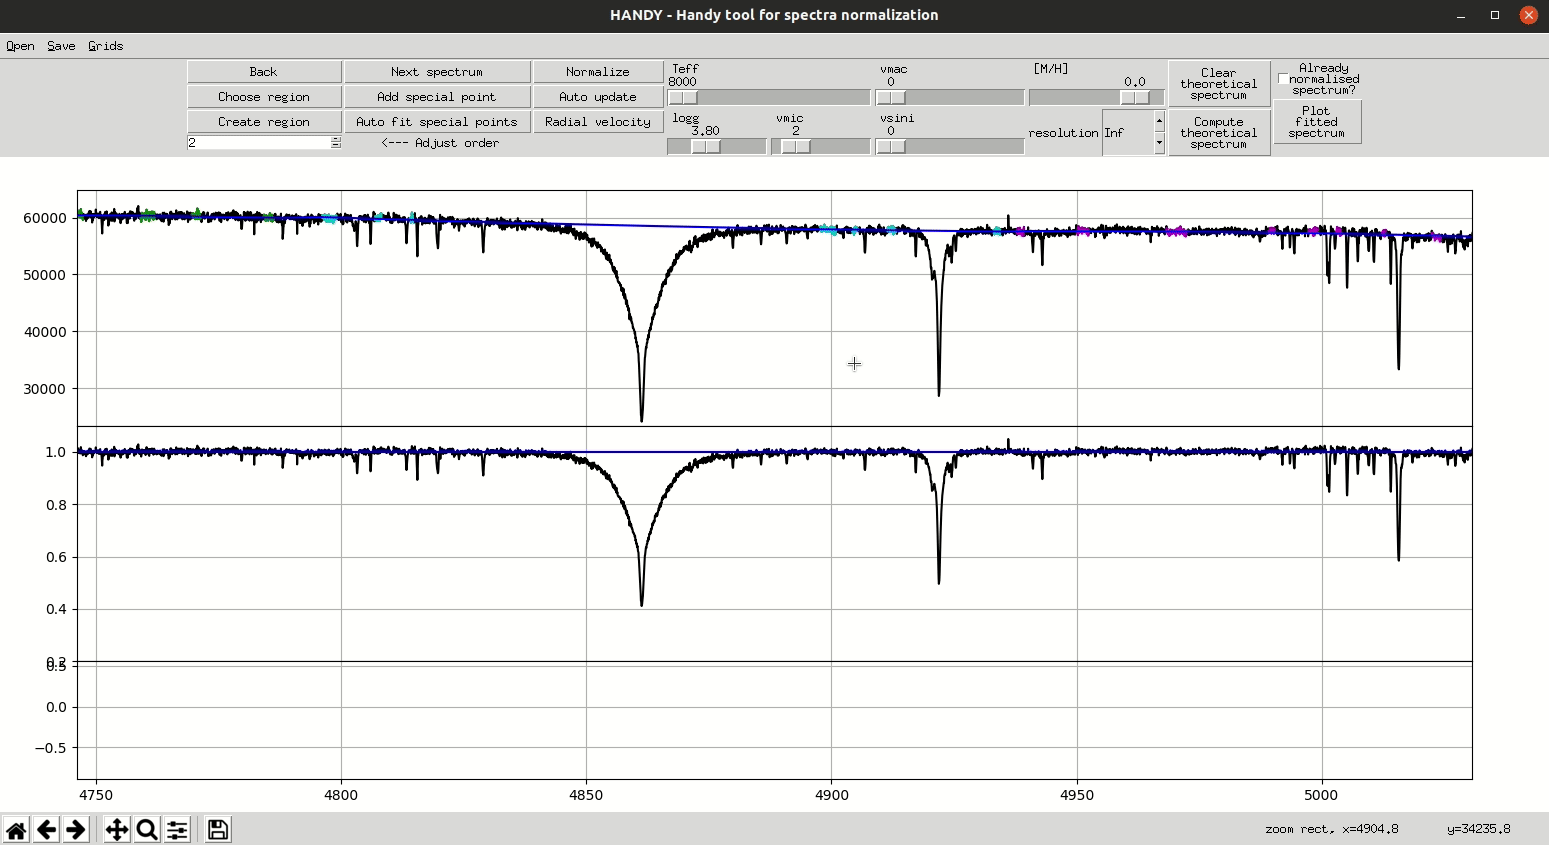 HANDY - Handy tool for spectra normalization
Open Save Grids
Back Next spectrum Normalize
Choose region Add special point Auto update
Create region Auto fit special points Radial velocity
2 <--- Adjust order
Teff
8000
logg
3.80
vmic
2
vmac
0
vsini
0
[M/H]
0.0
resolution Inf
Clear
theoretical
spectrum
Compute
theoretical
spectrum
Already
normalised
spectrum?
Plot
fitted
spectrum
60000
50000
40000
30000
1.0
0.8
0.6
0.4
0.2
0.5
0.0
−0.5
4750 4800 4850 4900 4950 5000
zoom rect, x=4904.8 y=34235.8